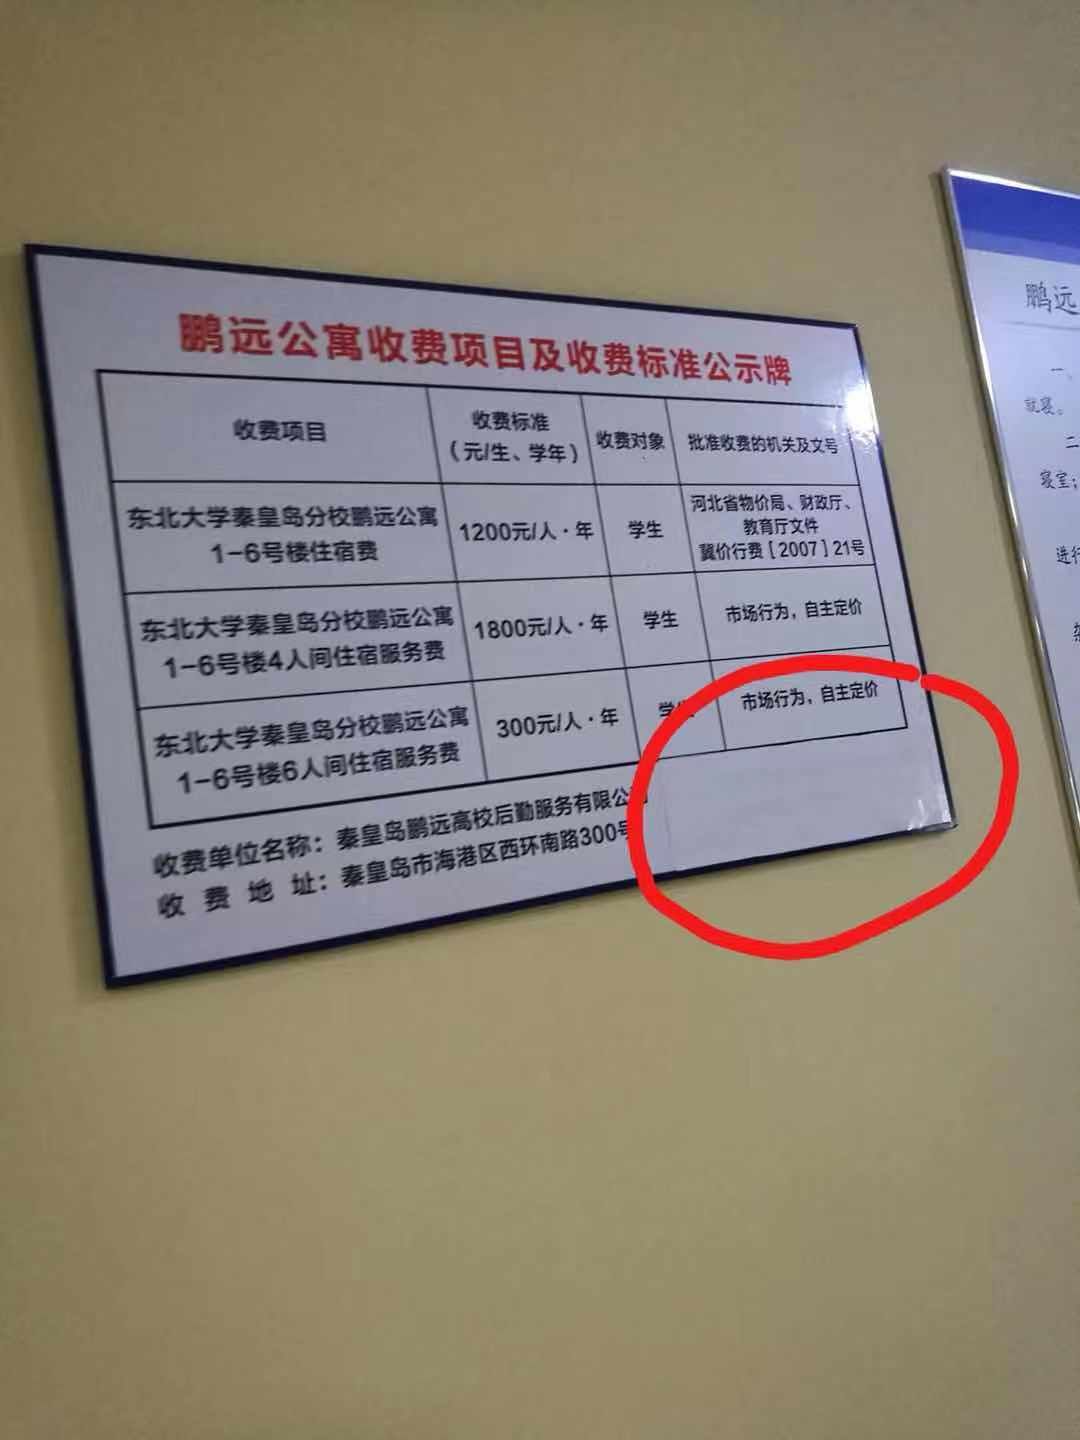 鹏远公寓收费项目及收费标准公示牌
收费项目
收费标准
（元/生、学年）
收费对象
批准收费的机关及文号
东北大学秦皇岛分校鹏远公寓
1-6号楼住宿费
1200元/人·年
学生
河北省物价局、财政厅、
教育厅文件
冀价行费［2007］21号
东北大学秦皇岛分校鹏远公寓
1-6号楼4人间住宿服务费
1800元/人·年
学生
市场行为，自主定价
东北大学秦皇岛分校鹏远公寓
1-6号楼6人间住宿服务费
300元/人·年
学生
市场行为，自主定价
收费单位名称：秦皇岛鹏远高校后勤服务有限公司
收费地址：秦皇岛市海港区西环南路300号
鹏远
一、
就寝。
二
寝室；
进行